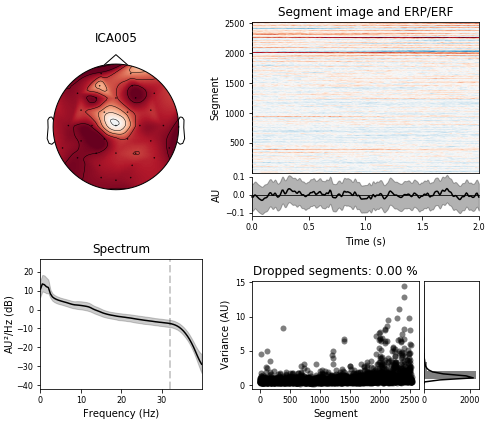 ICA005
Segment image and ERP/ERF
Segment
2500
2000
1500
1000
500
AU
0.1
0.0
−0.1
0.0 0.5 1.0 1.5 2.0
Time (s)
Spectrum
AU²/Hz (dB)
20
10
0
−10
−20
−30
−40
0 10 20 30
Frequency (Hz)
Dropped segments: 0.00 %
Variance (AU)
15
10
5
0
0 500 1000 1500 2000 2500
Segment
0 2000